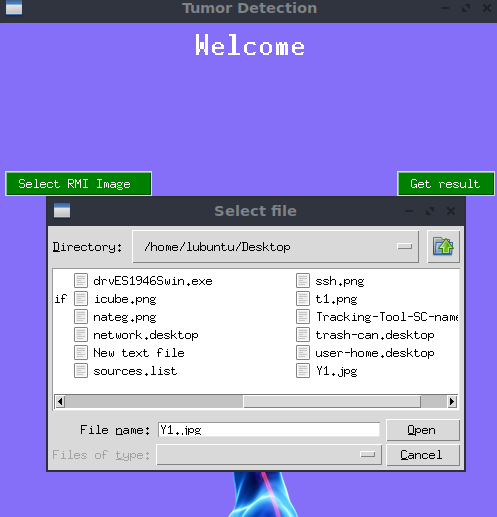 Tumor Detection
Welcome
Select RMI Image
Get result
Select file
Directory: /home/lubuntu/Desktop
drvES1946Swin.exe ssh.png
if icube.png t1.png
nateg.png Tracking-Tool-SC-name
network.desktop trash-can.desktop
New text file user-home.desktop
sources.list Y1.jpg
File name: Y1.jpg Open
Files of type: Cancel